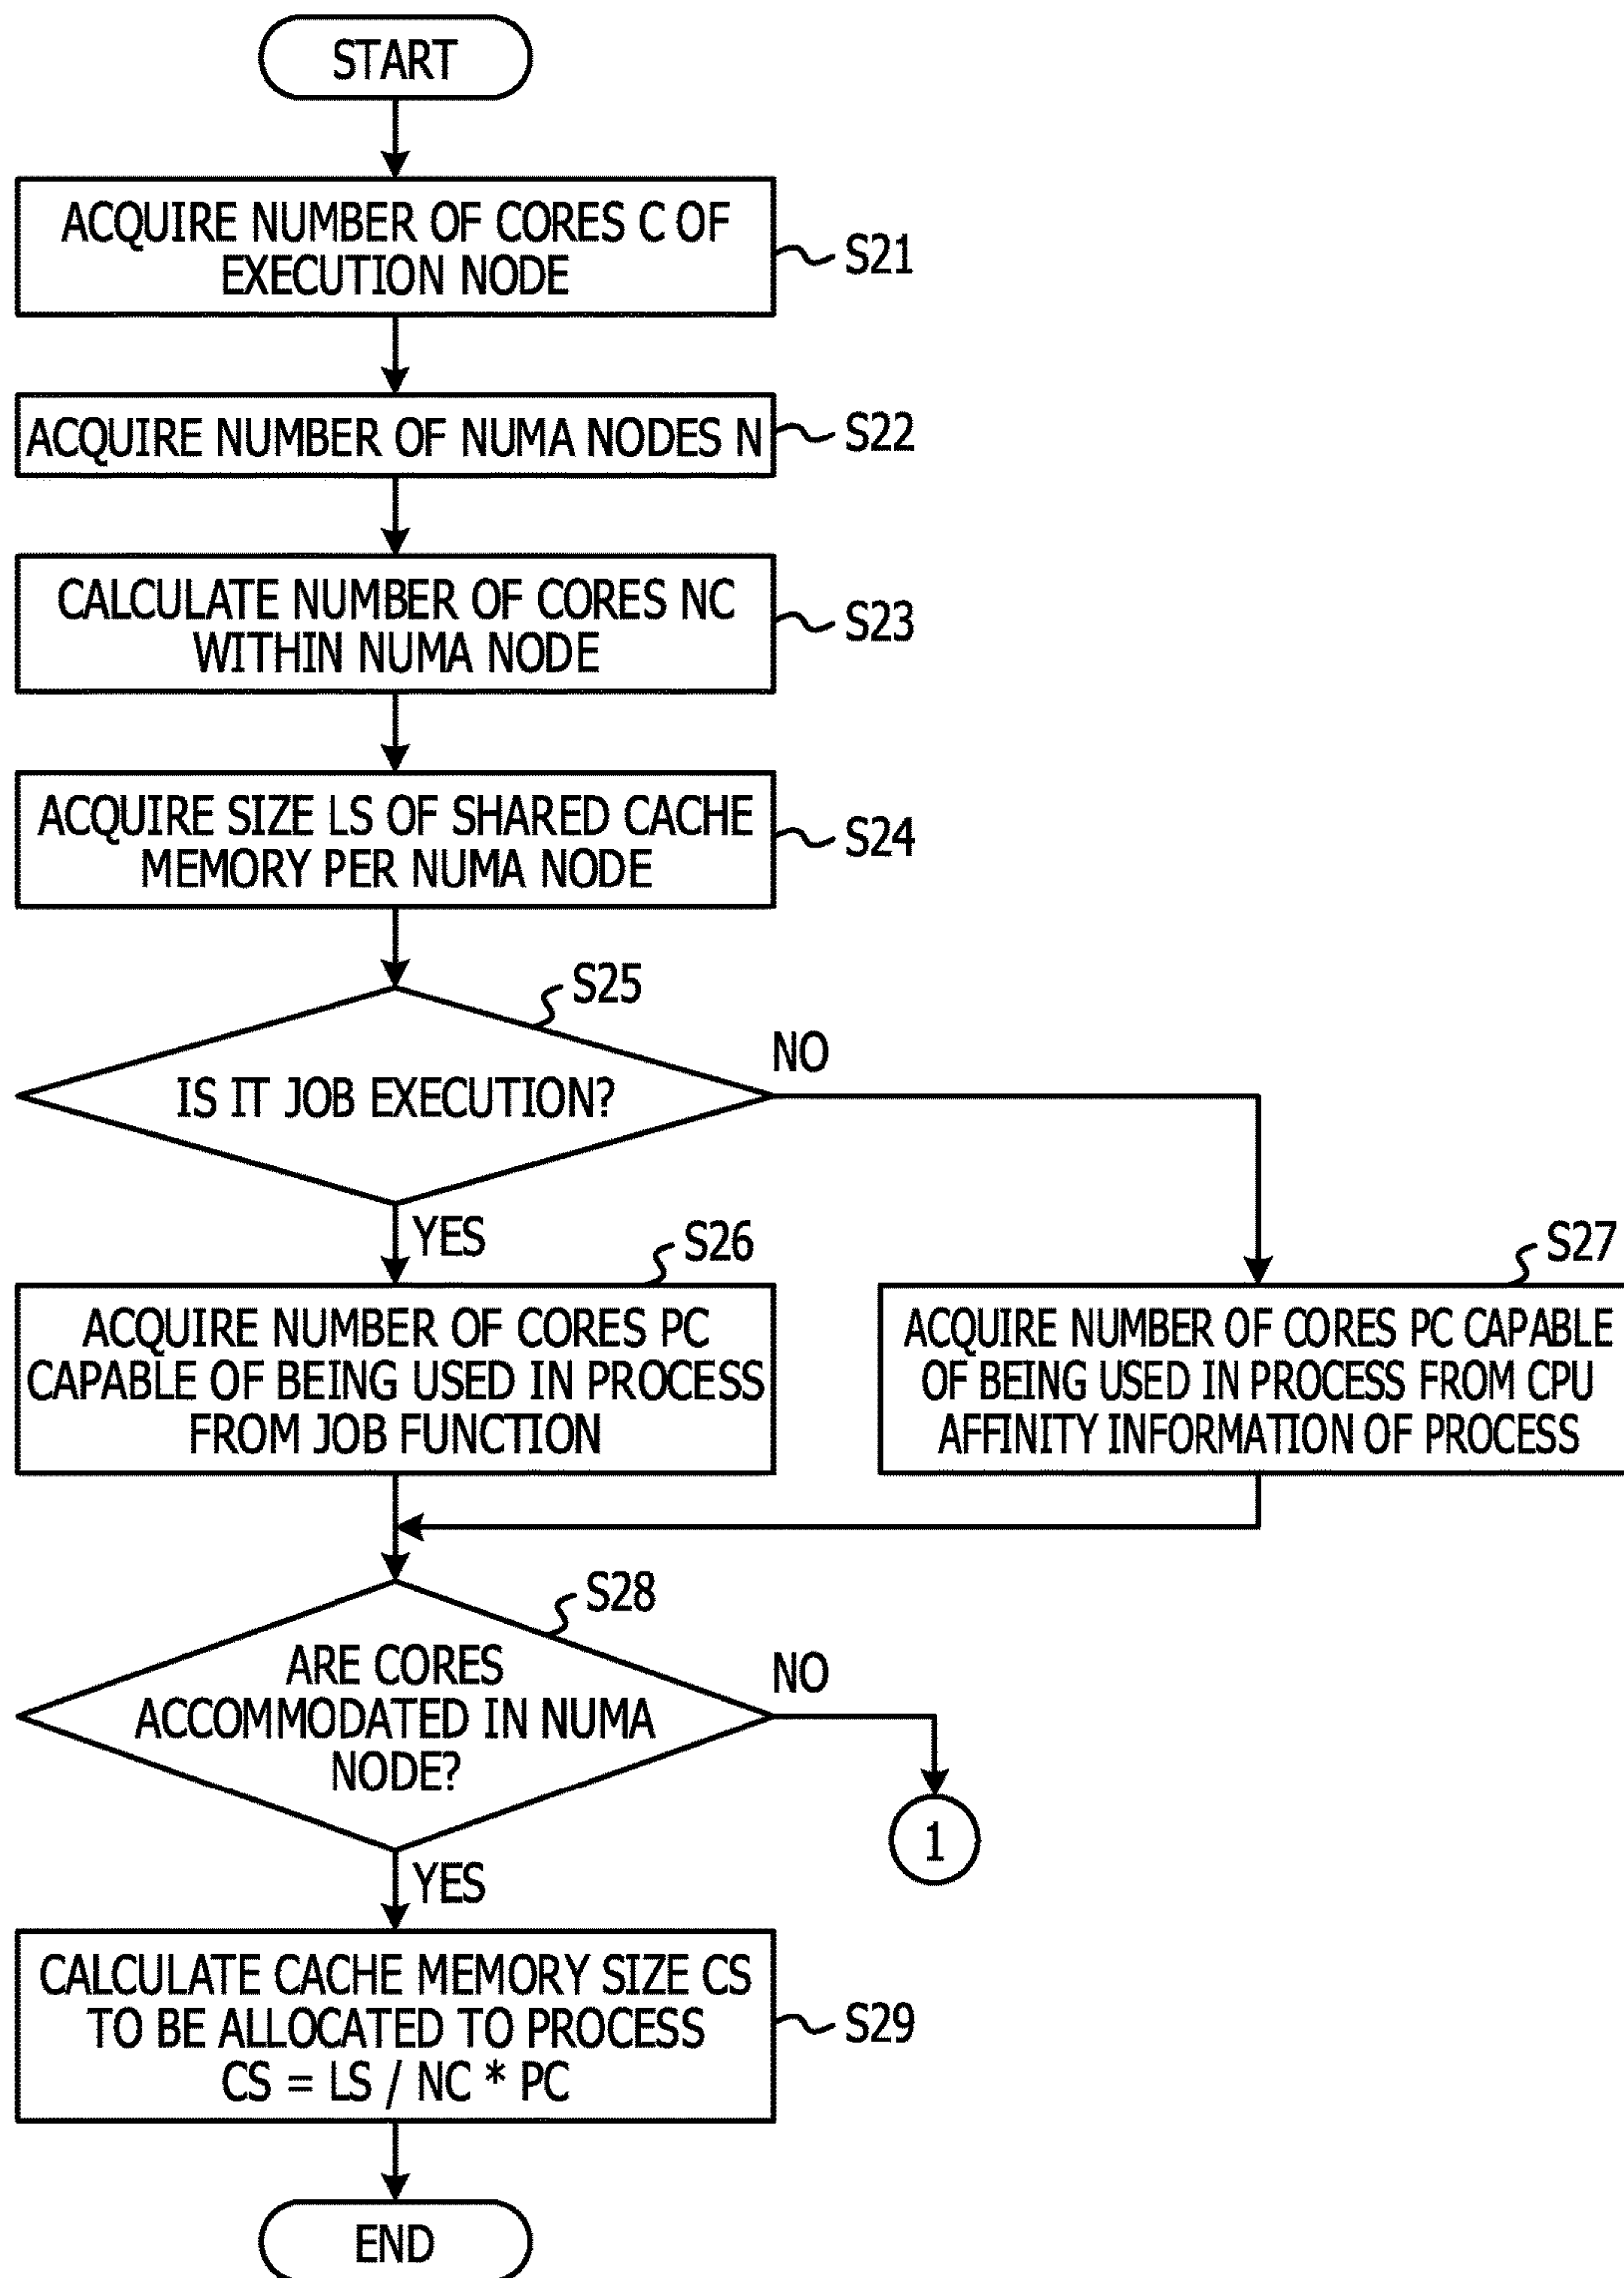 START
ACQUIRE NUMBER OF CORES C OF
EXECUTION NODE
S21
ACQUIRE NUMBER OF NUMA NODES N
S22
CALCULATE NUMBER OF CORES NC
WITHIN NUMA NODE
S23
ACQUIRE SIZE LS OF SHARED CACHE
MEMORY PER NUMA NODE
S24
S25
IS IT JOB EXECUTION?
NO
YES
S26
ACQUIRE NUMBER OF CORES PC
CAPABLE OF BEING USED IN PROCESS
FROM JOB FUNCTION
S27
ACQUIRE NUMBER OF CORES PC CAPABLE
OF BEING USED IN PROCESS FROM CPU
AFFINITY INFORMATION OF PROCESS
S28
ARE CORES
ACCOMMODATED IN NUMA
NODE?
NO
1
YES
CALCULATE CACHE MEMORY SIZE CS
TO BE ALLOCATED TO PROCESS
CS = LS / NC * PC
S29
END